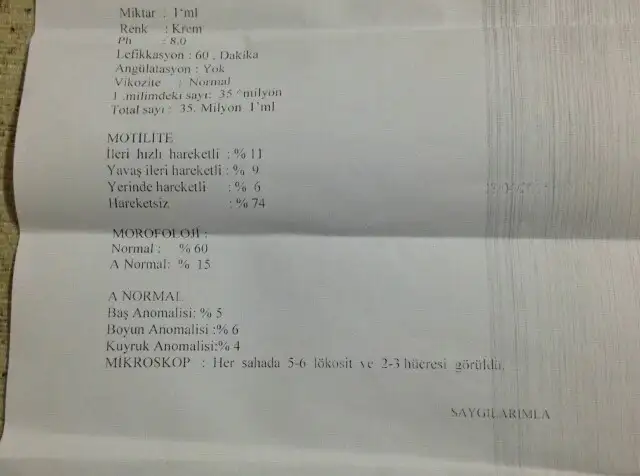 Miktar : 1 ml
Renk : Krem
Ph : 8.0
Lefikkasyon : 60 . Dakika
Angülatasyon : Yok
Vikozite : Normal
1 milimdeki sayı: 35 milyon
Total sayı : 35. Milyon 1 ml
MOTİLİTE
İleri hızlı hareketli : % 11
Yavaş ileri hareketli : % 9
Yerinde hareketli : % 6
Hareketsiz : % 74
MOROFOLOJİ :
Normal : % 60
A Normal: % 15
A NORMAL
Baş Anomalisi: % 5
Boyun Anomalisi :% 6
Kuyruk Anomalisi:% 4
MİKROSKOP : Her sahada 5-6 lökosit ve 2-3 hücresi görüldü.
SAYGILARIMLA